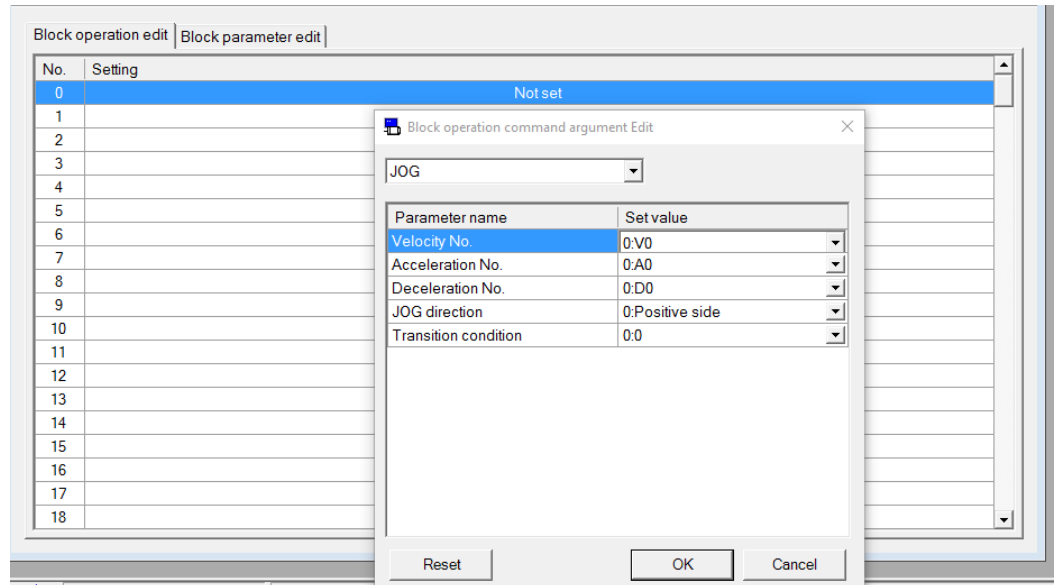 Block operation edit Block parameter edit
No. Setting
0 Not set
1
2
3
4
5
6
7
8
9
10
11
12
13
14
15
16
17
18
Block operation command argument Edit
JOG
Parameter name Set value
Velocity No. 0:V0
Acceleration No. 0:A0
Deceleration No. 0:D0
JOG direction 0:Positive side
Transition condition 0:0
Reset OK Cancel